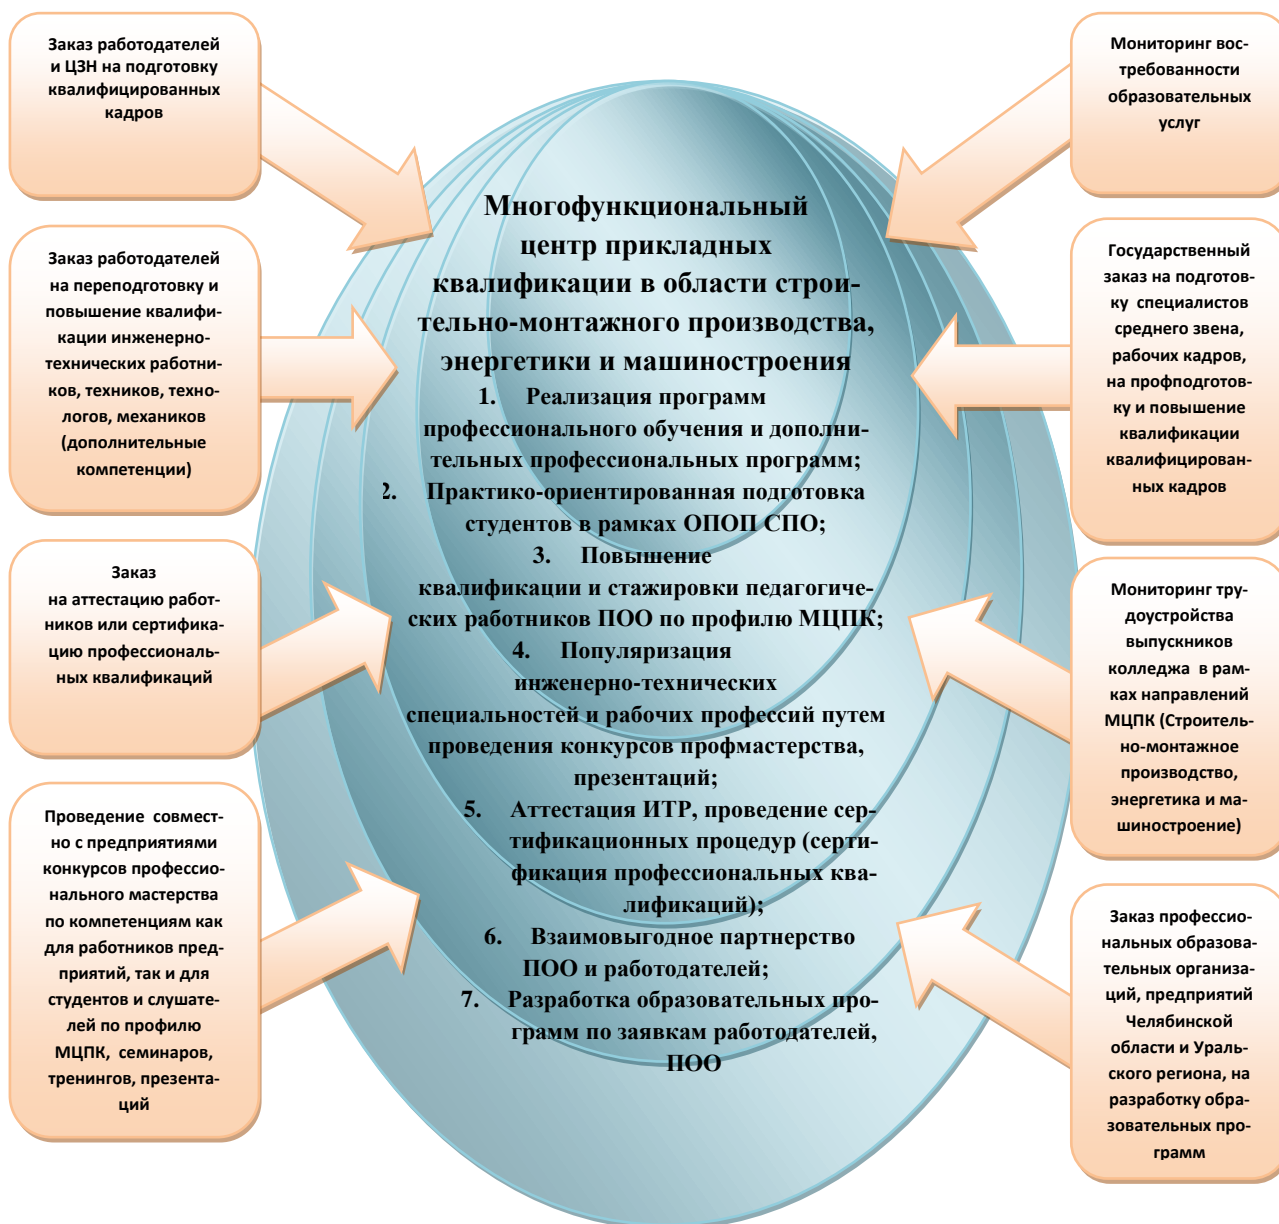 Заказ работодателей
и ЦЗН на подготовку
квалифицированных
кадров
Заказ работодателей
на переподготовку и
повышение квалифи-
кации инженерно-
технических работни-
ков, техников, техно-
логов, механиков
(дополнительные
компетенции)
Заказ
на аттестацию работ-
ников или сертифика-
цию профессиональ-
ных квалификаций
Проведение совмест-
но с предприятиями
конкурсов профессио-
нального мастерства
по компетенциям как
для работников пред-
приятий, так и для
студентов и слушате-
лей по профилю
МЦПК, семинаров,
тренингов, презента-
ций
Многофункциональный
центр прикладных
квалификации в области строи-
тельно-монтажного производства,
энергетики и машиностроения
1. Реализация программ
профессионального обучения и дополни-
тельных профессиональных программ;
2. Практико-ориентированная подготовка
студентов в рамках ОПОП СПО;
3. Повышение
квалификации и стажировки педагогиче-
ских работников ПОО по профилю МЦПК;
4. Популяризация
инженерно-технических
специальностей и рабочих профессий путем
проведения конкурсов профмастерства,
презентаций;
5. Аттестация ИТР, проведение сер-
тификационных процедур (серти-
фикация профессиональных ква-
лификаций);
6. Взаимовыгодное партнерство
ПОО и работодателей;
7. Разработка образовательных про-
грамм по заявкам работодателей,
ПОО
Мониторинг вос-
требованности
образовательных
услуг
Государственный
заказ на подготов-
ку специалистов
среднего звена,
рабочих кадров,
на профподготов-
ку и повышение
квалификации
квалифицирован-
ных кадров
Мониторинг тру-
доустройства
выпускников
колледжа в рам-
ках направлений
МЦПК (Строитель-
но-монтажное
производство,
энергетика и ма-
шиностроение)
Заказ профессио-
нальных образова-
тельных организа-
ций, предприятий
Челябинской
области и Ураль-
ского региона, на
разработку обра-
зовательных про-
грамм